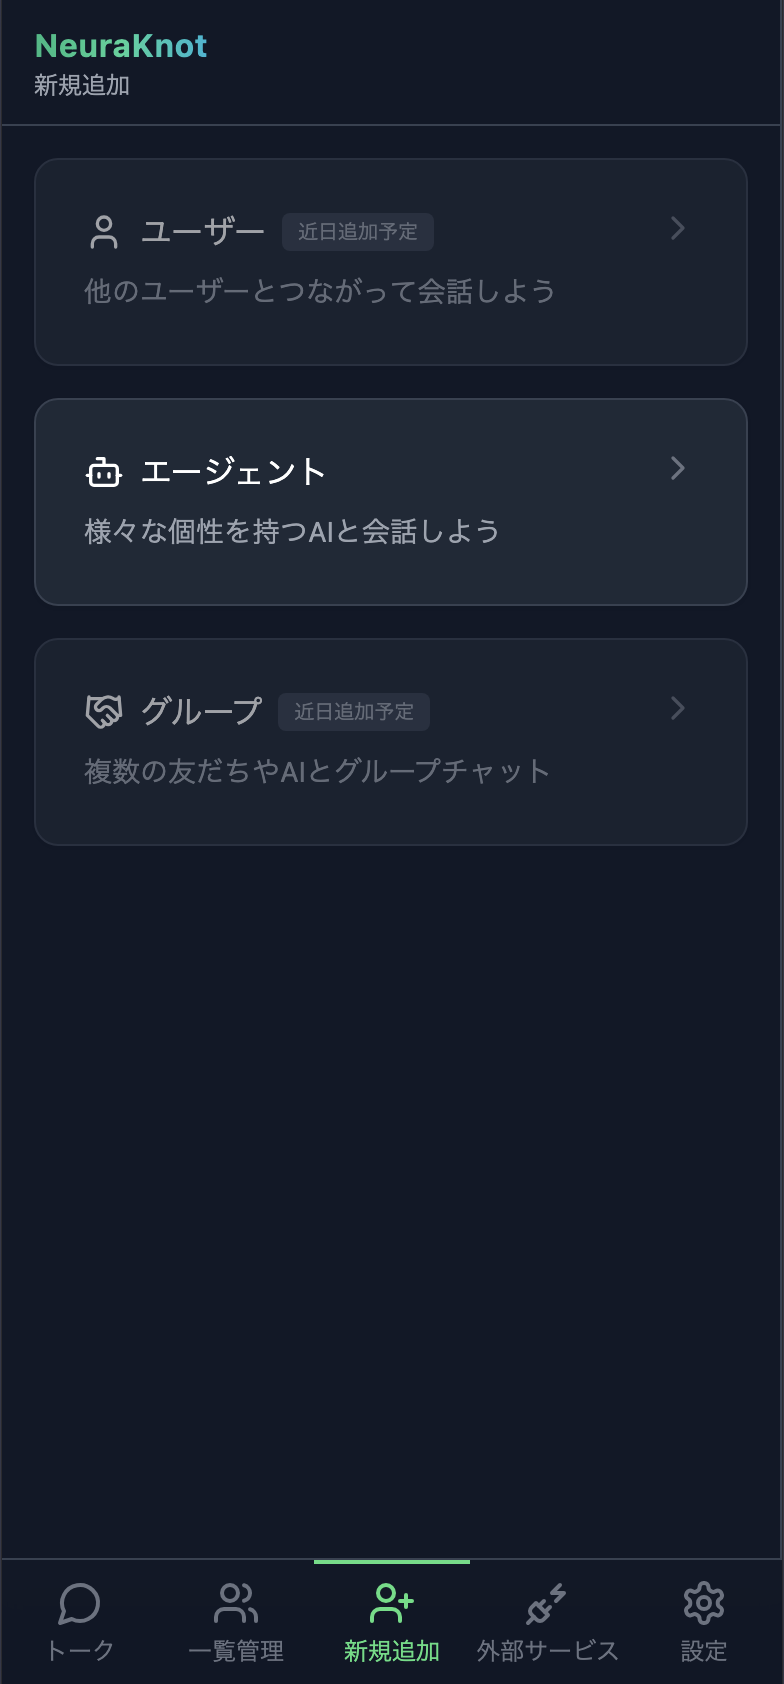 NeuraKnot
新規追加
ユーザー 近日追加予定
他のユーザーとつながって会話しよう
エージェント
様々な個性を持つAIと会話しよう
グループ 近日追加予定
複数の友だちやAIとグループチャット
トーク 一覧管理 新規追加 外部サービス 設定